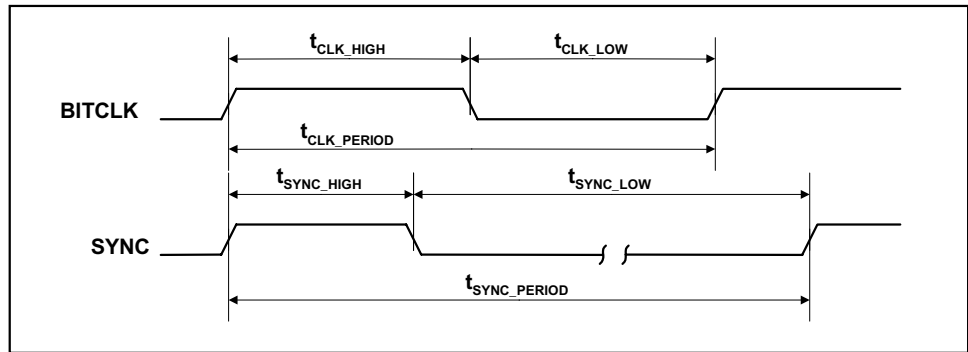 tCLK_HIGH tCLK_LOW
BITCLK
tCLK_PERIOD
tSYNC_HIGH tSYNC_LOW
SYNC
tSYNC_PERIOD